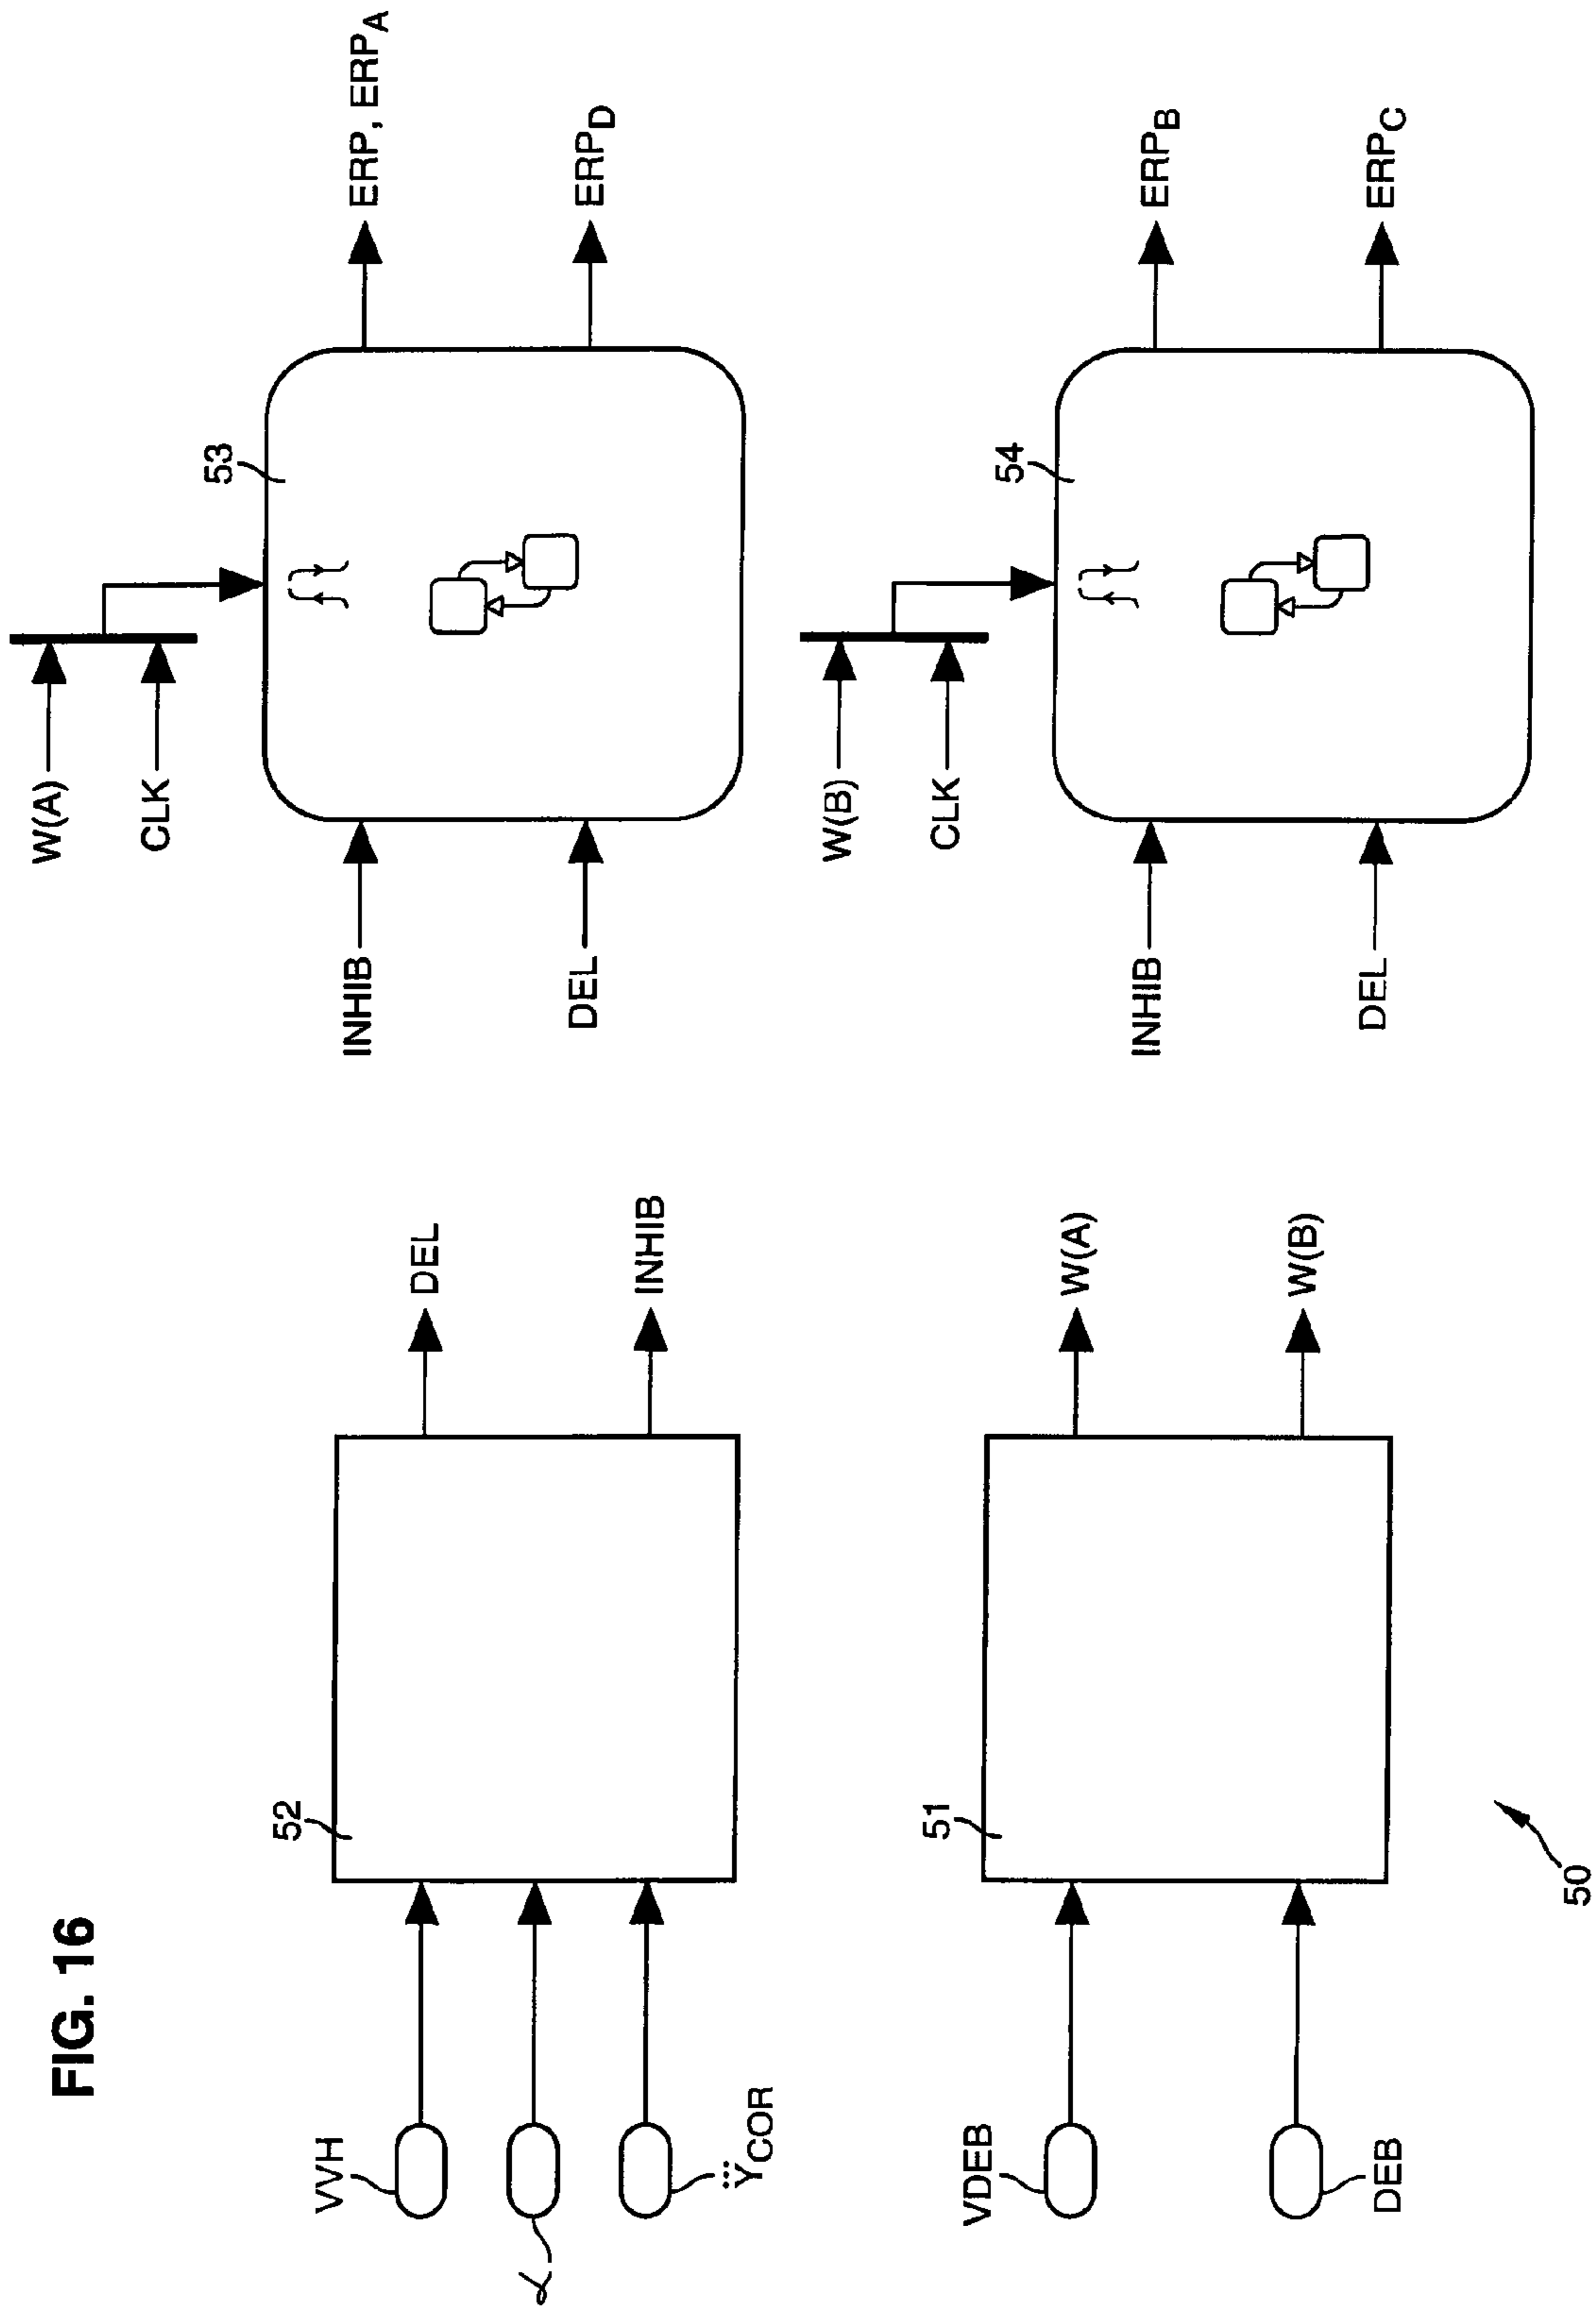 FIG. 16
VVH
α
Y⃛COR
52
DEL
INHIB
VDEB
DEB
51
W(A)
W(B)
50
W(A)
CLK
INHIB
DEL
53
ERP, ERPA
ERPD
W(B)
CLK
INHIB
DEL
54
ERPB
ERPC